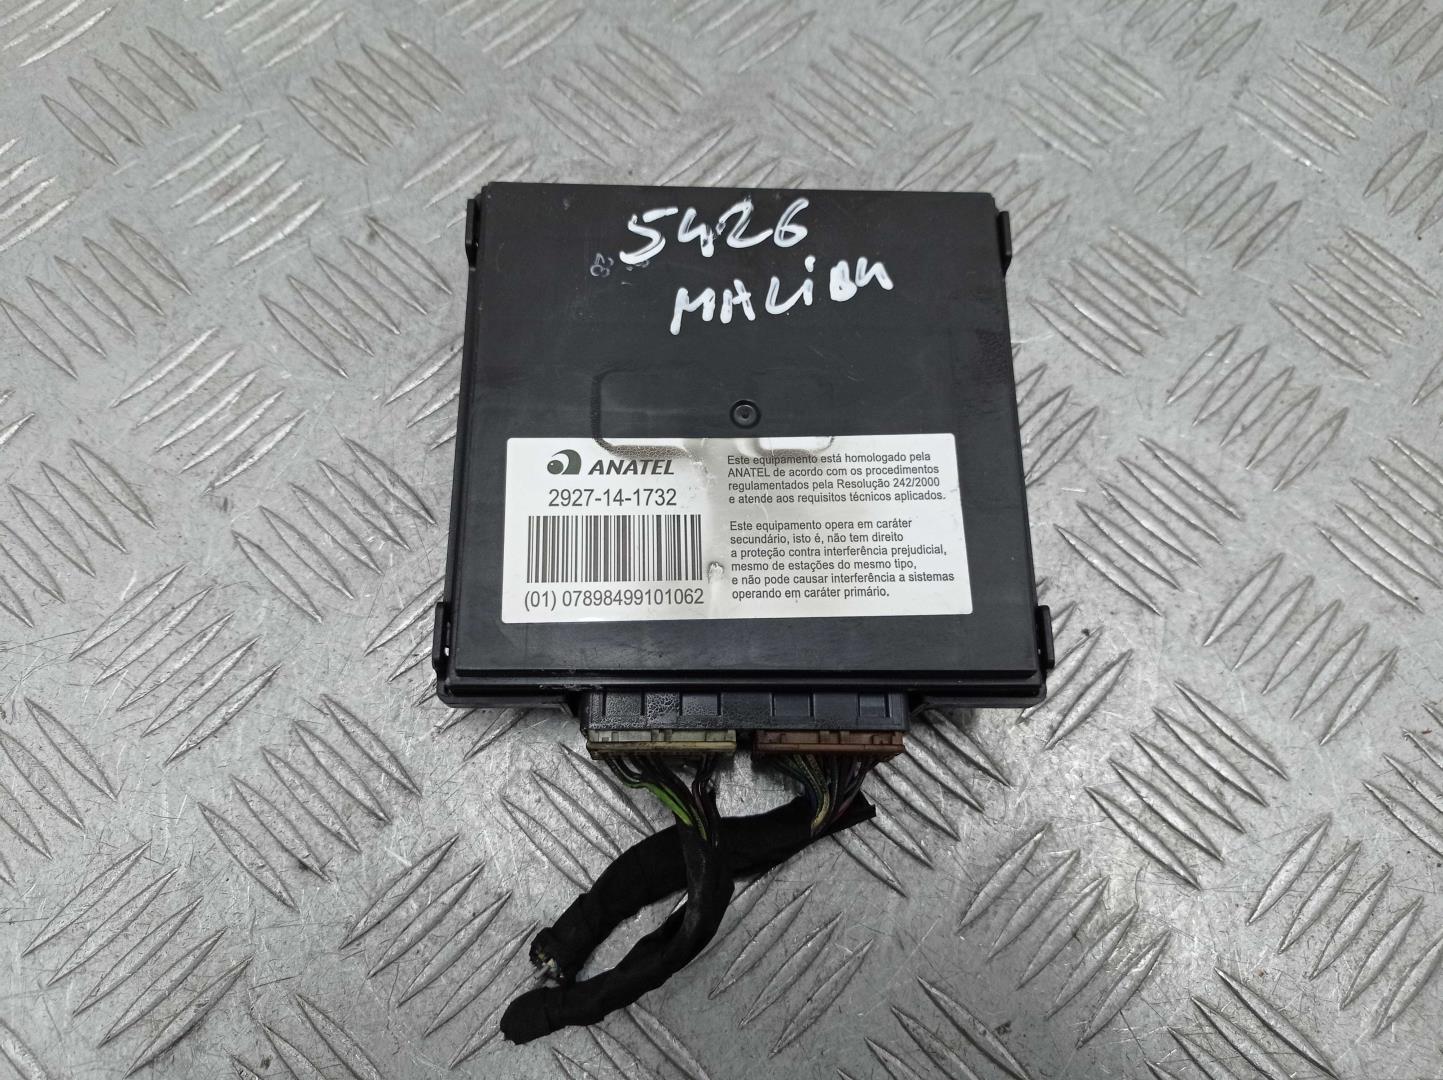 5426
MALIBU
ANATEL
2927-14-1732
(01) 07898499101062
Este equipamento está homologado pela
ANATEL de acordo com os procedimentos
regulamentados pela Resolução 242/2000
e atende aos requisitos técnicos aplicados.
Este equipamento opera em caráter
secundário, isto é, não tem direito
a proteção contra interferência prejudicial,
mesmo de estações do mesmo tipo,
e não pode causar interferência a sistemas
operando em caráter primário.